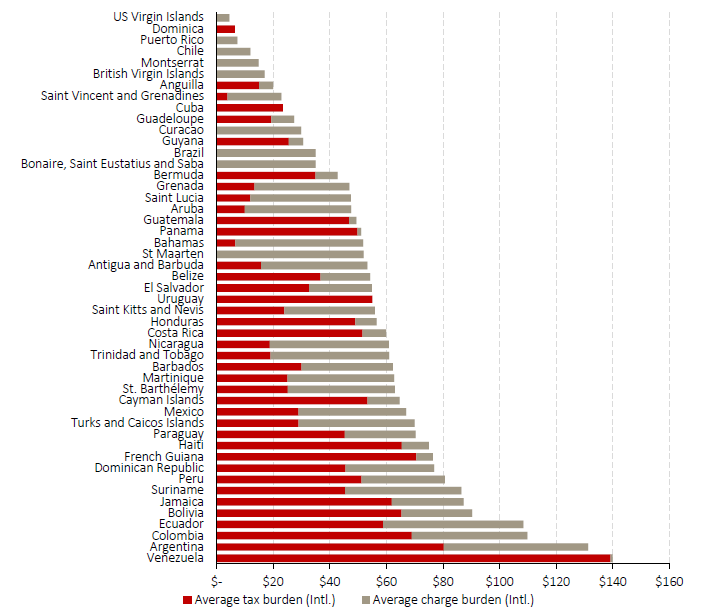 US Virgin Islands
Dominica
Puerto Rico
Chile
Montserrat
British Virgin Islands
Anguilla
Saint Vincent and Grenadines
Cuba
Guadeloupe
Curacao
Guyana
Brazil
Bonaire, Saint Eustatius and Saba
Bermuda
Grenada
Saint Lucia
Aruba
Guatemala
Panama
Bahamas
St Maarten
Antigua and Barbuda
Belize
El Salvador
Uruguay
Saint Kitts and Nevis
Honduras
Costa Rica
Nicaragua
Trinidad and Tobago
Barbados
Martinique
St. Barthélemy
Cayman Islands
Mexico
Turks and Caicos Islands
Paraguay
Haiti
French Guiana
Dominican Republic
Peru
Suriname
Jamaica
Bolivia
Ecuador
Colombia
Argentina
Venezuela
$- $20 $40 $60 $80 $100 $120 $140 $160
Average tax burden (Intl.) Average charge burden (Intl.)